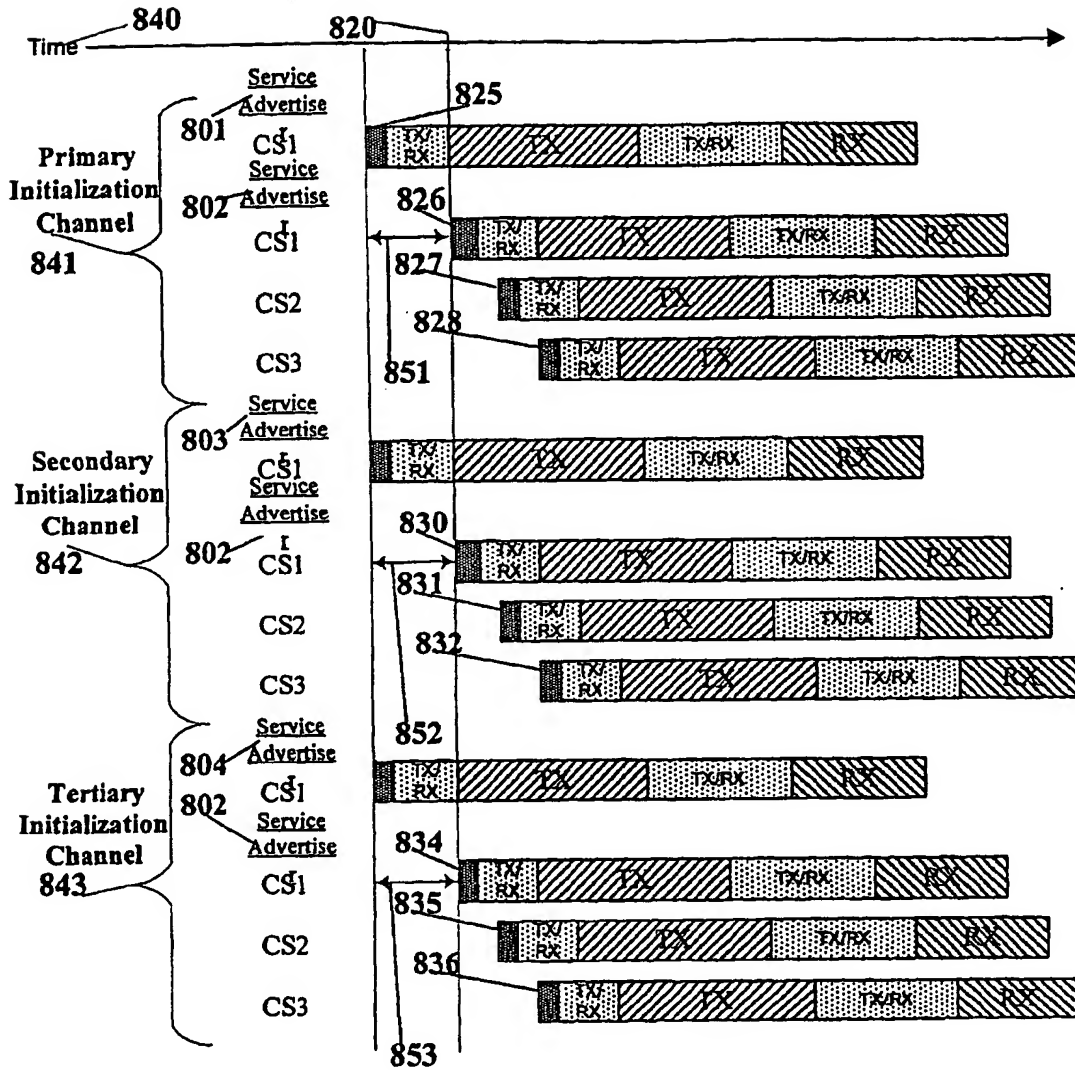 840
820
Time
Service
Advertise
r
801
825
CS1
TX/
RX
TX
TX/RX
RX
Primary
Initialization
Channel
841
Service
Advertise
r
802
826
CS1
TX/
RX
TX
TX/RX
RX
827
CS2
TX/
RX
TX
TX/RX
RX
828
CS3
TX/
RX
TX
TX/RX
RX
851
Service
Advertise
r
803
CS1
TX/
RX
TX
TX/RX
RX
Secondary
Initialization
Channel
842
Service
Advertise
r
802
830
CS1
TX/
RX
TX
TX/RX
RX
831
CS2
TX/
RX
TX
TX/RX
RX
832
CS3
TX/
RX
TX
TX/RX
RX
852
Service
Advertise
r
804
CS1
TX/
RX
TX
TX/RX
RX
Tertiary
Initialization
Channel
843
802
Service
Advertise
r
834
CS1
TX/
RX
TX
TX/RX
RX
835
CS2
TX/
RX
TX
TX/RX
RX
836
CS3
TX/
RX
TX
TX/RX
RX
853